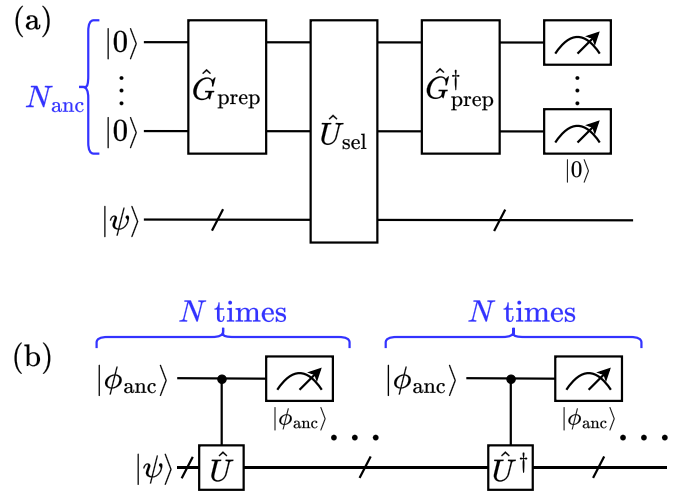 (a)
N_anc
|0⟩
⋮
|0⟩
Ĝ_prep
Û_sel
Ĝ†_prep
⋮
|0⟩
|ψ⟩
N times
N times
(b)
|ϕ_anc⟩
|ϕ_anc⟩
|ϕ_anc⟩
|ϕ_anc⟩
• • •
• • •
|ψ⟩
Û
Û†